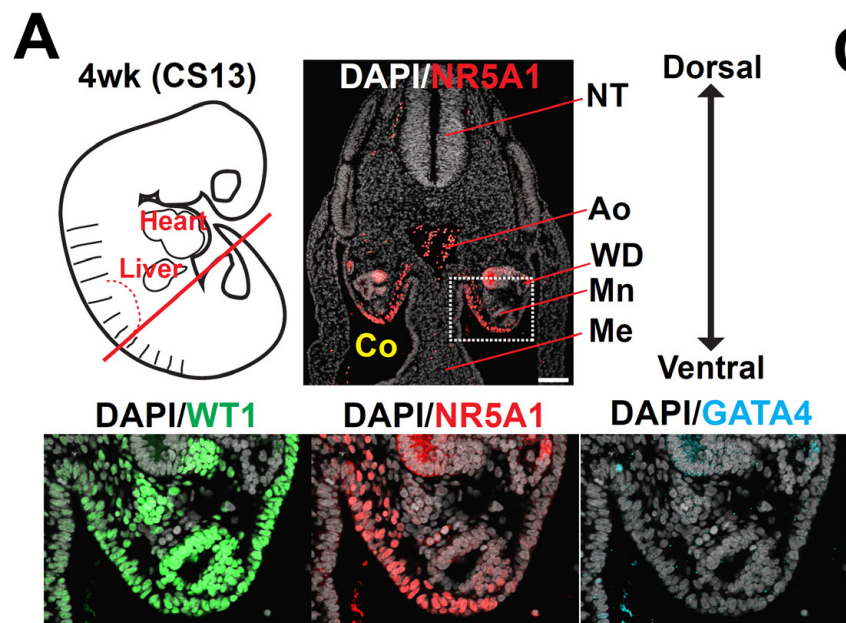 A
4wk (CS13)
Heart
Liver
DAPI/NR5A1
NT
Ao
WD
Mn
Me
Co
Dorsal
Ventral
DAPI/WT1
DAPI/NR5A1
DAPI/GATA4